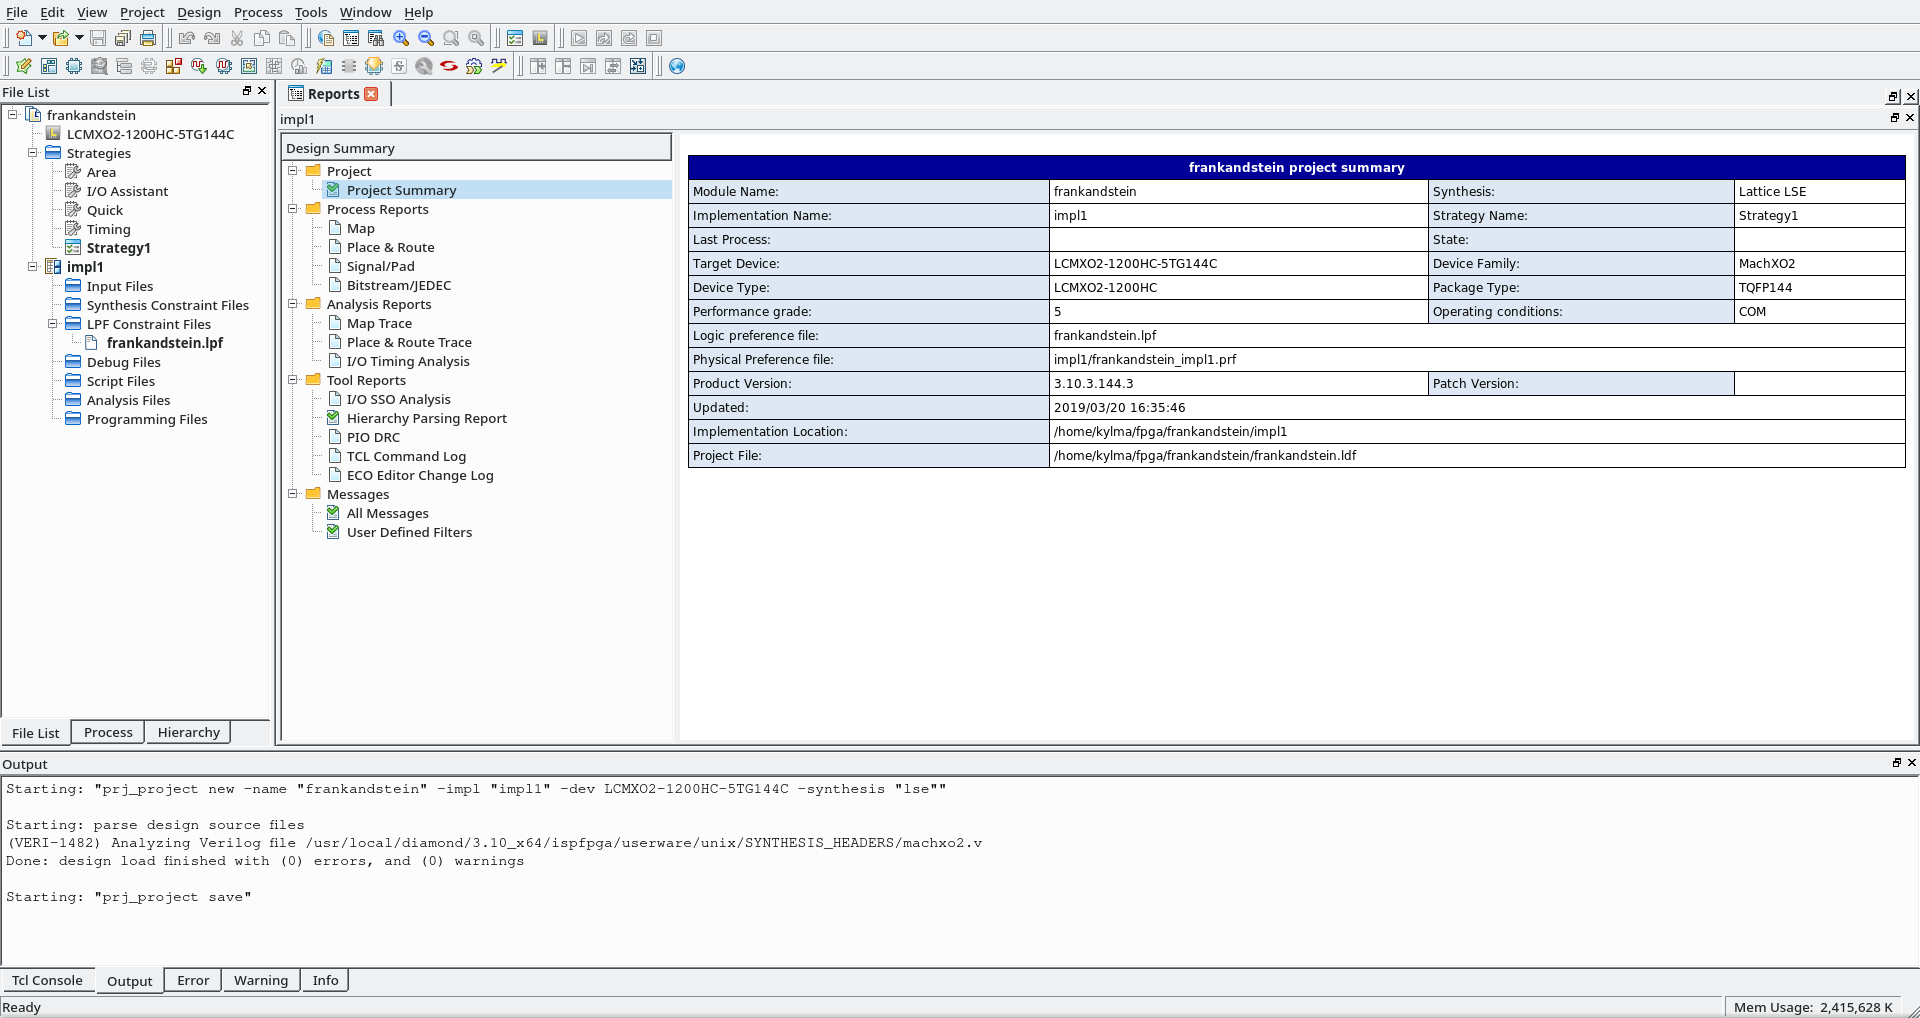 File Edit View Project Design Process Tools Window Help
File List
frankandstein
LCMXO2-1200HC-5TG144C
Strategies
Area
I/O Assistant
Quick
Timing
Strategy1
impl1
Input Files
Synthesis Constraint Files
LPF Constraint Files
frankandstein.lpf
Debug Files
Script Files
Analysis Files
Programming Files
File List Process Hierarchy
Reports
impl1
Design Summary
Project
Project Summary
Process Reports
Map
Place & Route
Signal/Pad
Bitstream/JEDEC
Analysis Reports
Map Trace
Place & Route Trace
I/O Timing Analysis
Tool Reports
I/O SSO Analysis
Hierarchy Parsing Report
PIO DRC
TCL Command Log
ECO Editor Change Log
Messages
All Messages
User Defined Filters
frankandstein project summary
Module Name: frankandstein Synthesis: Lattice LSE
Implementation Name: impl1 Strategy Name: Strategy1
Last Process: State:
Target Device: LCMXO2-1200HC-5TG144C Device Family: MachXO2
Device Type: LCMXO2-1200HC Package Type: TQFP144
Performance grade: 5 Operating conditions: COM
Logic preference file: frankandstein.lpf
Physical Preference file: impl1/frankandstein_impl1.prf
Product Version: 3.10.3.144.3 Patch Version:
Updated: 2019/03/20 16:35:46
Implementation Location: /home/kylma/fpga/frankandstein/impl1
Project File: /home/kylma/fpga/frankandstein/frankandstein.ldf
Output
Starting: "prj_project new -name "frankandstein" -impl "impl1" -dev LCMXO2-1200HC-5TG144C -synthesis "lse""
Starting: parse design source files
(VERI-1482) Analyzing Verilog file /usr/local/diamond/3.10_x64/ispfpga/userware/unix/SYNTHESIS_HEADERS/machxo2.v
Done: design load finished with (0) errors, and (0) warnings
Starting: "prj_project save"
Tcl Console Output Error Warning Info
Ready Mem Usage: 2,415,628 K